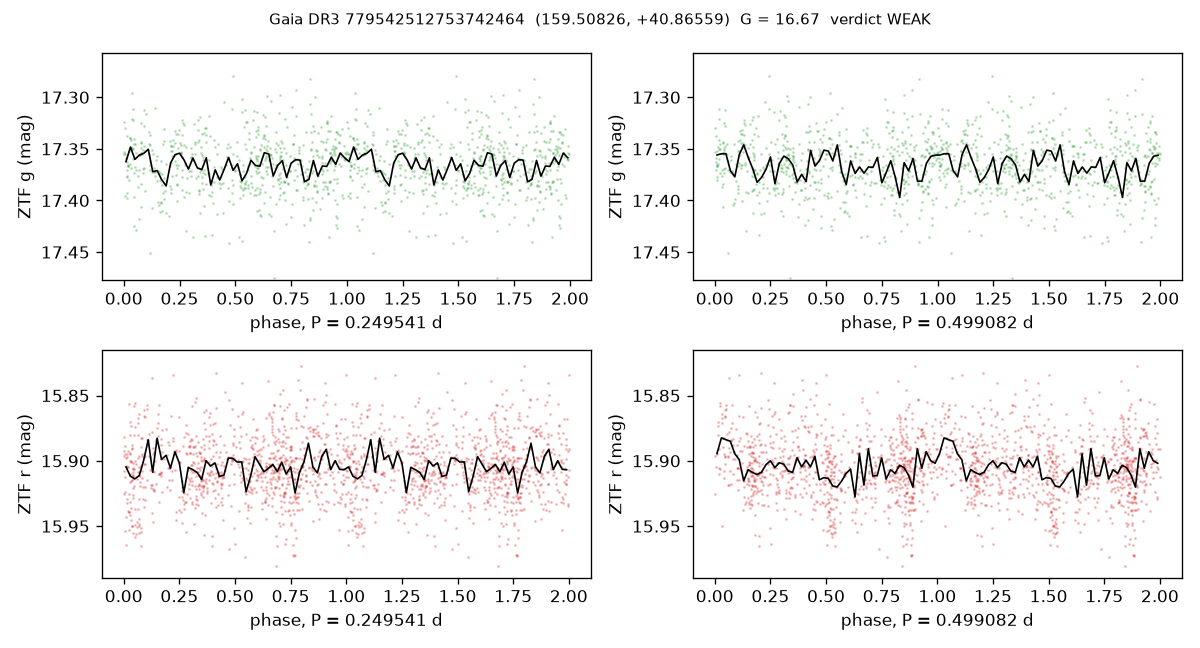 Gaia DR3 779542512753742464  (159.50826, +40.86559)  G = 16.67  verdict WEAK
ZTF g (mag)
17.30
17.35
17.40
17.45
0.00 0.25 0.50 0.75 1.00 1.25 1.50 1.75 2.00
phase, P = 0.249541 d
ZTF g (mag)
17.30
17.35
17.40
17.45
0.00 0.25 0.50 0.75 1.00 1.25 1.50 1.75 2.00
phase, P = 0.499082 d
ZTF r (mag)
15.85
15.90
15.95
0.00 0.25 0.50 0.75 1.00 1.25 1.50 1.75 2.00
phase, P = 0.249541 d
ZTF r (mag)
15.85
15.90
15.95
0.00 0.25 0.50 0.75 1.00 1.25 1.50 1.75 2.00
phase, P = 0.499082 d